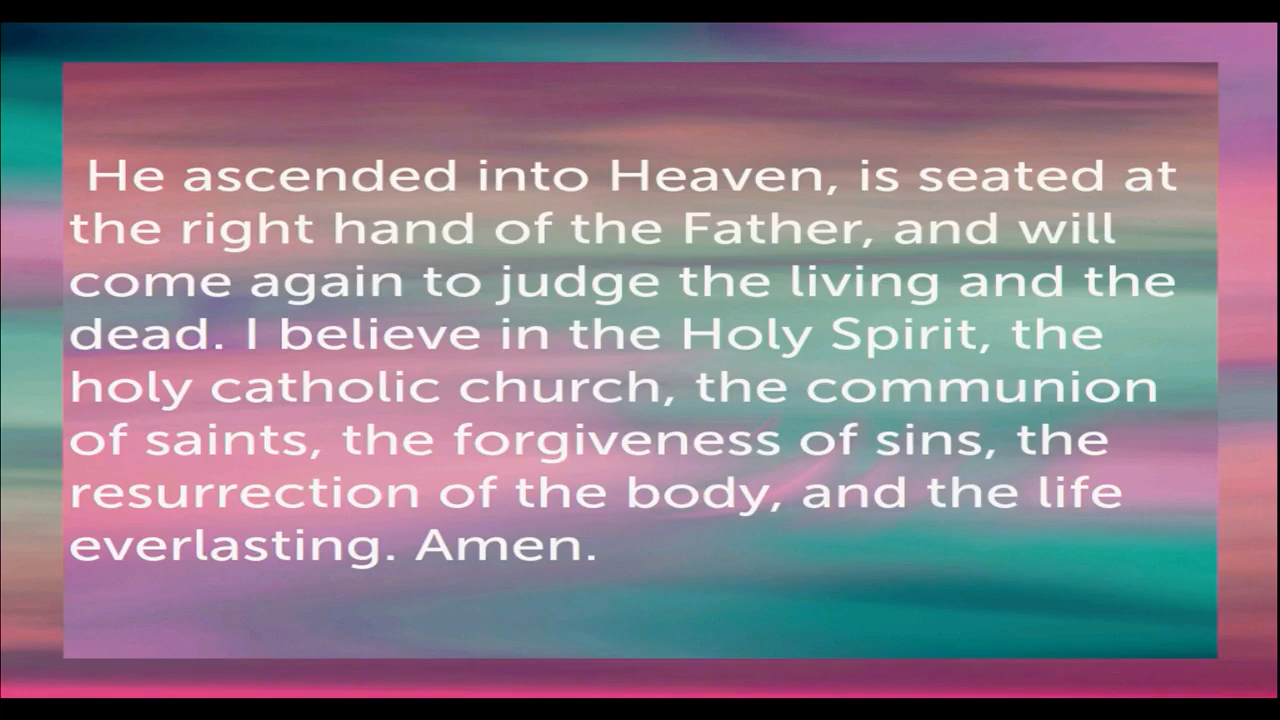 He ascended into Heaven, is seated at
the right hand of the Father, and will
come again to judge the living and the
dead. I believe in the Holy Spirit, the
holy catholic church, the communion
of saints, the forgiveness of sins, the
resurrection of the body, and the life
everlasting. Amen.